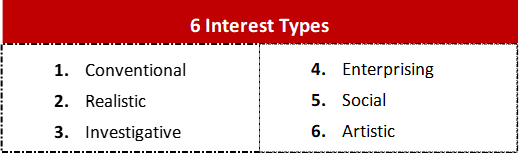 6 Interest Types
1. Conventional
2. Realistic
3. Investigative
4. Enterprising
5. Social
6. Artistic